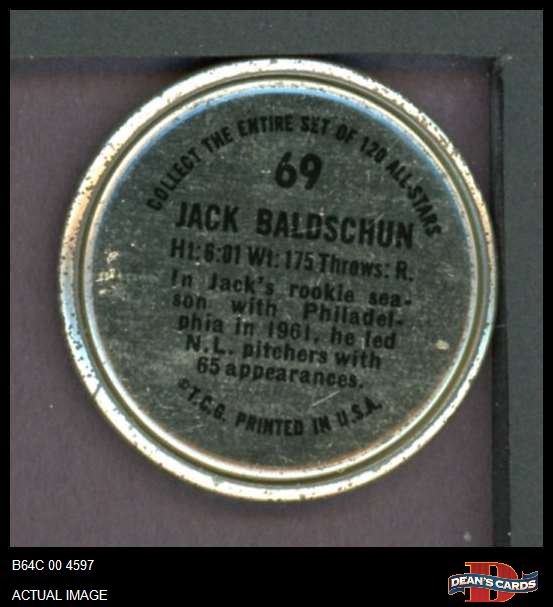 COLLECT THE ENTIRE SET OF 120 ALL-STARS
69
JACK BALDSCHUN
Ht: 6:01 Wt: 175 Throws: R.
In Jack's rookie sea-
son with Philadel-
phia in 1961, he led
N.L. pitchers with
65 appearances.
©T.C.G. PRINTED IN U.S.A.
B64C 00 4597
ACTUAL IMAGE
D
DEAN'S CARDS